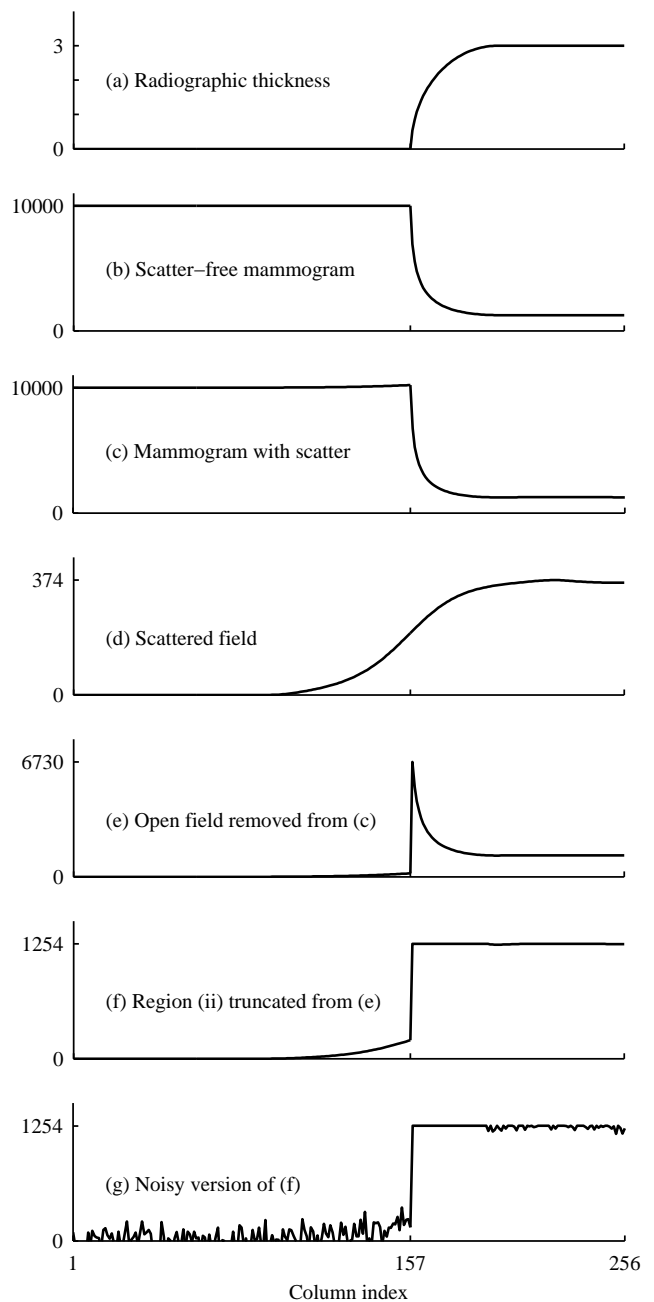 3
(a) Radiographic thickness
0
10000
(b) Scatter−free mammogram
0
10000
(c) Mammogram with scatter
0
374
(d) Scattered field
0
6730
(e) Open field removed from (c)
0
1254
(f) Region (ii) truncated from (e)
0
1254
(g) Noisy version of (f)
0
1 157 256
Column index